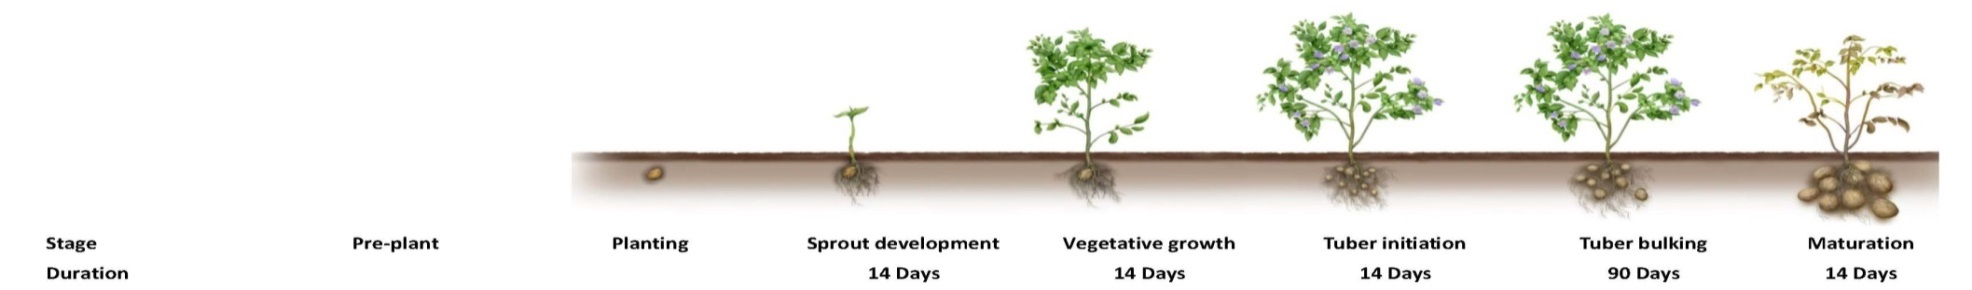 Stage Pre-plant Planting Sprout development Vegetative growth Tuber initiation Tuber bulking Maturation
Duration 14 Days 14 Days 14 Days 90 Days 14 Days